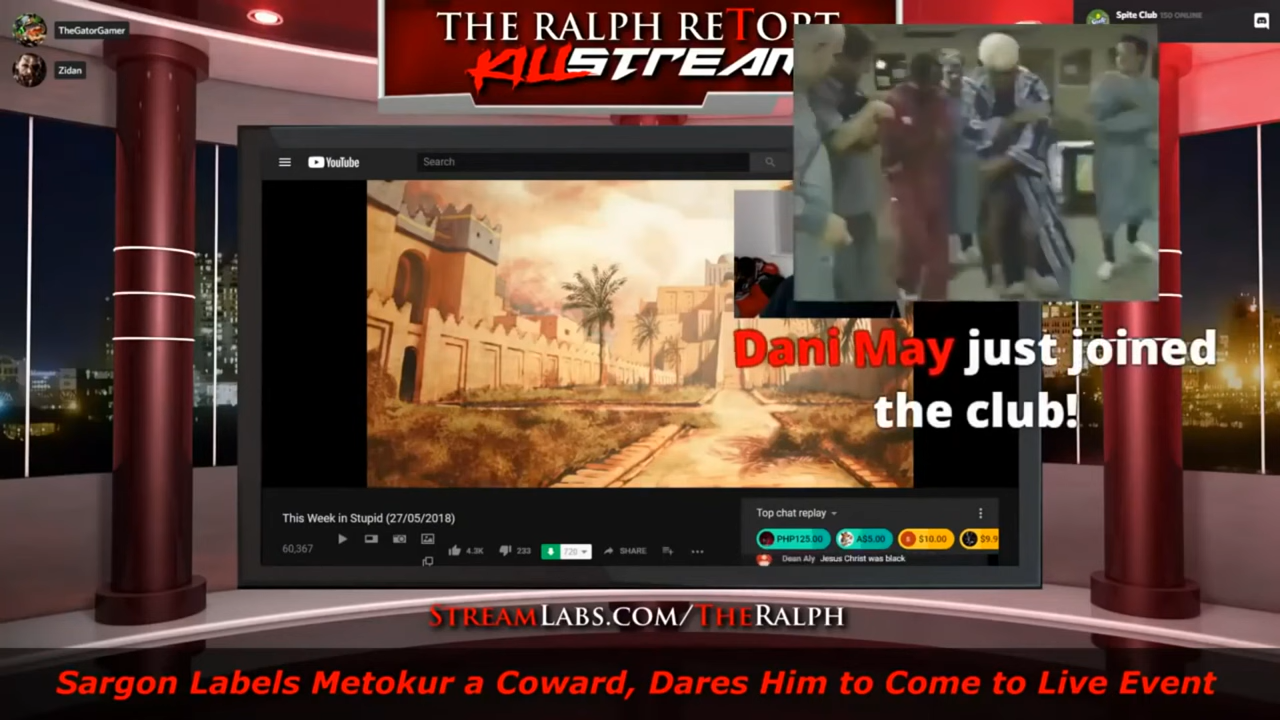 TheGatorGamer
Zidan
THE RALPH RETORT
KILLSTREAM
Spite Club 150 ONLINE
YouTube
Search
Dani May just joined
the club!
This Week in Stupid (27/05/2018)
60,367
4.3K
233
720
SHARE
Top chat replay
PHP125.00
A$5.00
$10.00
$9.9
Dean Aly Jesus Christ was black
STREAMLABS.COM/THERALPH
Sargon Labels Metokur a Coward, Dares Him to Come to Live Event